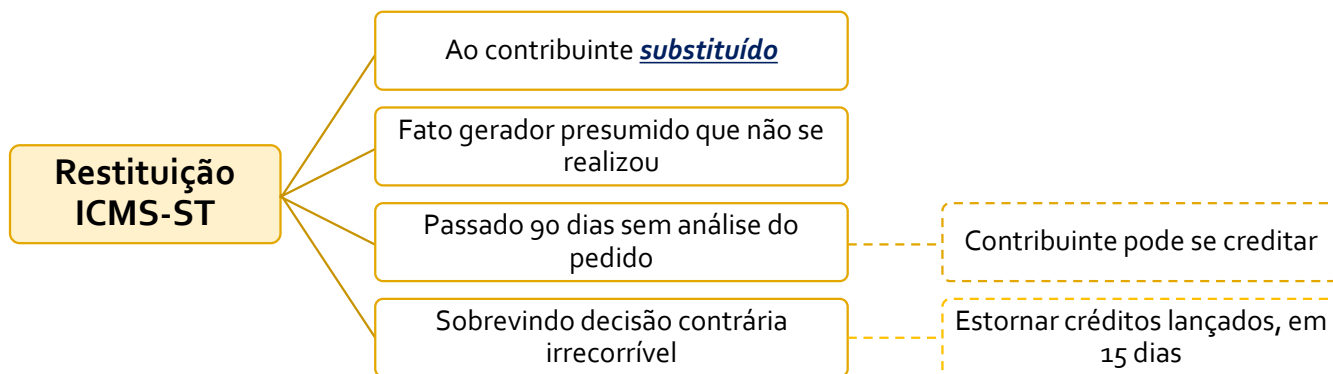 Restituição
ICMS-ST
Ao contribuinte substituído
Fato gerador presumido que não se
realizou
Passado 90 dias sem análise do
pedido
Contribuinte pode se creditar
Sobrevindo decisão contrária
irrecorrível
Estornar créditos lançados, em
15 dias